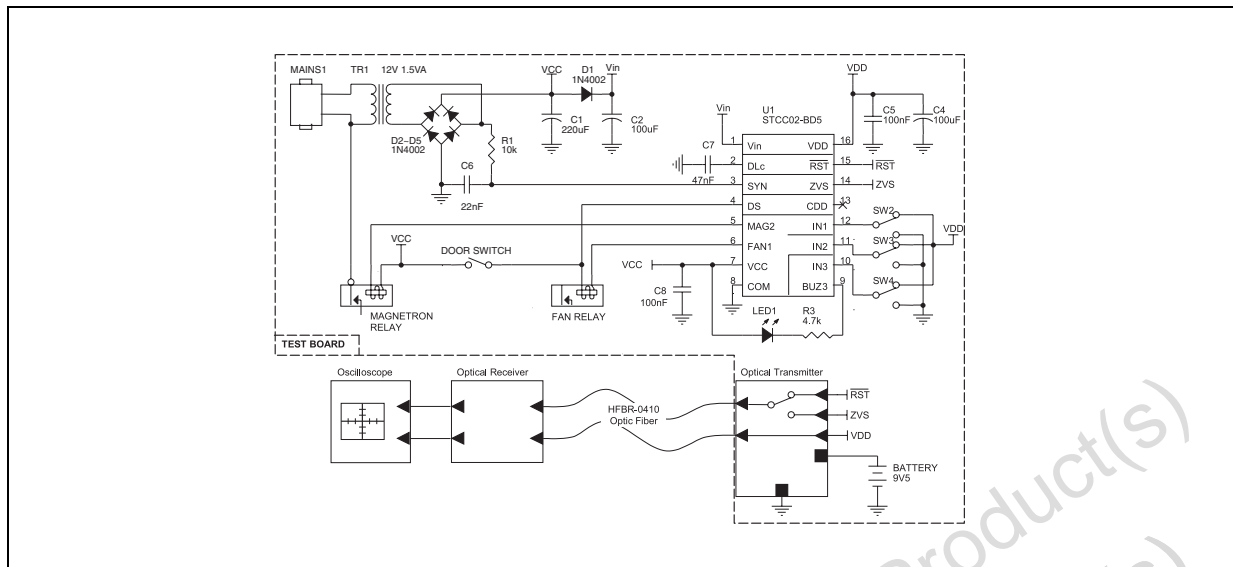 MAINS1
TR1 12V 1.5VA
D2–D5
1N4002
R1
10k
C6
22nF
VCC
D1
1N4002
Vin
C1
220uF
C2
100uF
VDD
C5
100nF
C4
100uF
U1
STCC02-BD5
Vin
1 Vin VDD 16
C7
47nF
2 DLc RST 15 RST
3 SYN ZVS 14 ZVS
4 DS CDD 13
5 MAG2 IN1 12 SW2
6 FAN1 IN2 11 SW3 VDD
VCC 7 VCC IN3 10 SW4
8 COM BUZ3 9
C8
100nF
LED1
R3
4.7k
VCC
DOOR SWITCH
MAGNETRON
RELAY
FAN RELAY
TEST BOARD
Oscilloscope
Optical Receiver
HFBR-0410
Optic Fiber
Optical Transmitter
RST
ZVS
VDD
BATTERY
9V5
Product(s)